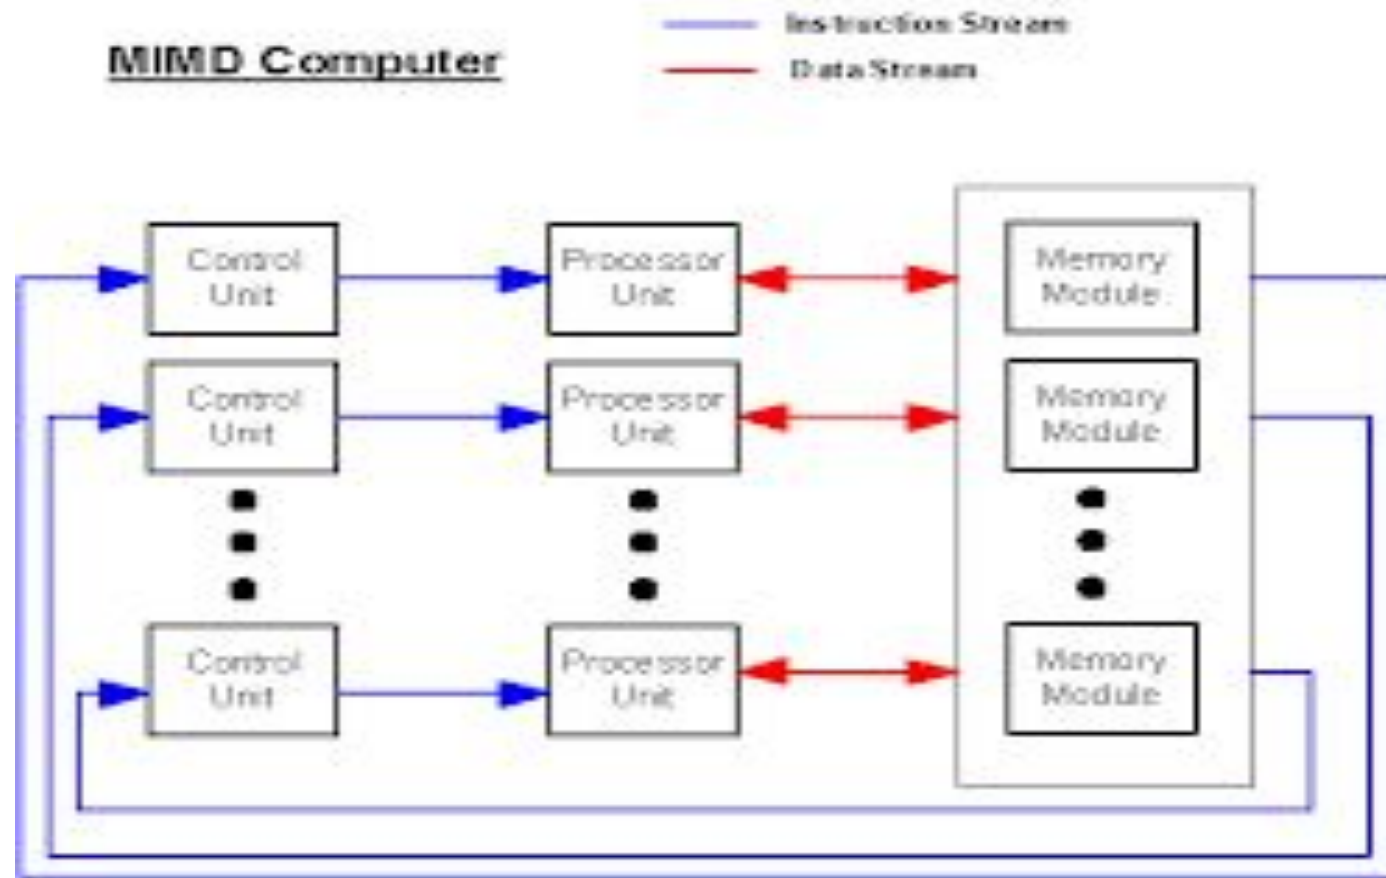 MIMD Computer
Instruction Stream
Data Stream
Control
Unit
Processor
Unit
Memory
Module
Control
Unit
Processor
Unit
Memory
Module
Control
Unit
Processor
Unit
Memory
Module